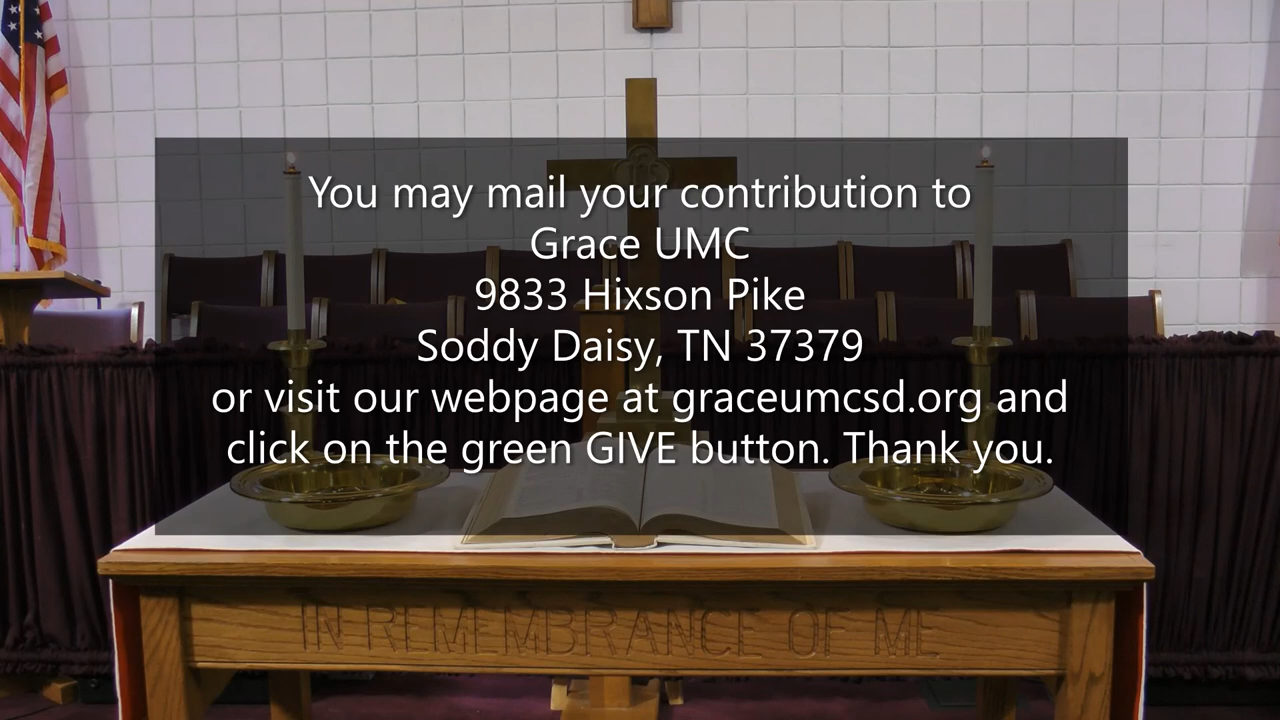 You may mail your contribution to
Grace UMC
9833 Hixson Pike
Soddy Daisy, TN 37379
or visit our webpage at graceumcsd.org and
click on the green GIVE button. Thank you.
IN REMEMBRANCE OF ME